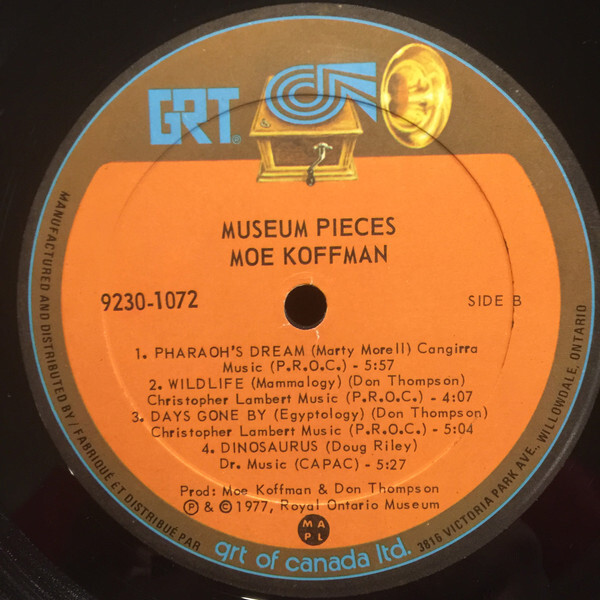 GRT®
MUSEUM PIECES
MOE KOFFMAN
9230-1072
SIDE B
1. PHARAOH'S DREAM (Marty Morell) Cangirra
Music (P.R.O.C.) - 5:57
2. WILDLIFE (Mammalogy) (Don Thompson)
Christopher Lambert Music (P.R.O.C.) - 4:07
3. DAYS GONE BY (Egyptology) (Don Thompson)
Christopher Lambert Music (P.R.O.C.) - 5:04
4. DINOSAURUS (Doug Riley)
Dr. Music (CAPAC) - 5:27
Prod: Moe Koffman & Don Thompson
Ⓟ & © 1977, Royal Ontario Museum
M A
P L
MANUFACTURED AND DISTRIBUTED BY / FABRIQUÉ ET DISTRIBUÉ PAR grt of canada ltd. 3816 VICTORIA PARK AVE., WILLOWDALE, ONTARIO